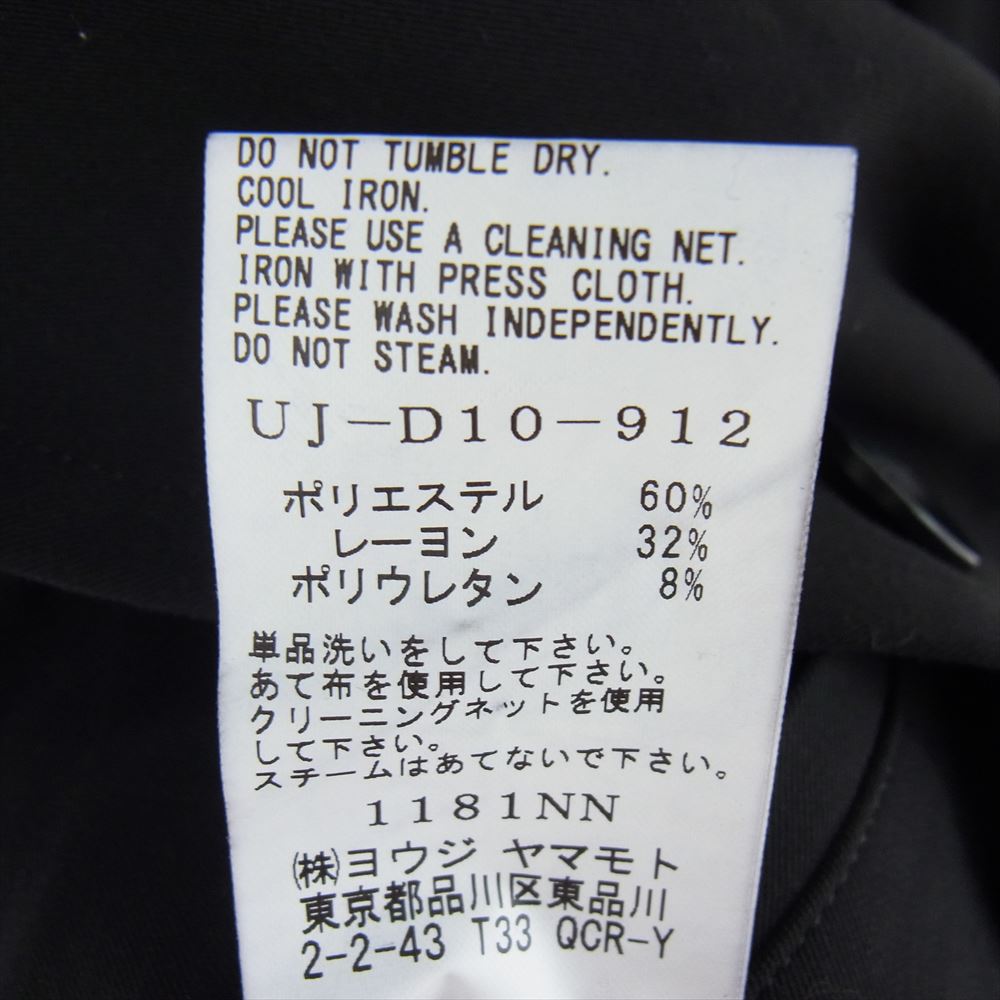 DO NOT TUMBLE DRY.
COOL IRON.
PLEASE USE A CLEANING NET.
IRON WITH PRESS CLOTH.
PLEASE WASH INDEPENDENTLY.
DO NOT STEAM.
UJ-D10-912
ポリエステル 60%
レーヨン 32%
ポリウレタン 8%
単品洗いをして下さい。
あて布を使用して下さい。
クリーニングネットを使用
して下さい。
スチームはあてないで下さい。
1181NN
(株)ヨウジ ヤマモト
東京都品川区東品川
2-2-43 T33 QCR-Y